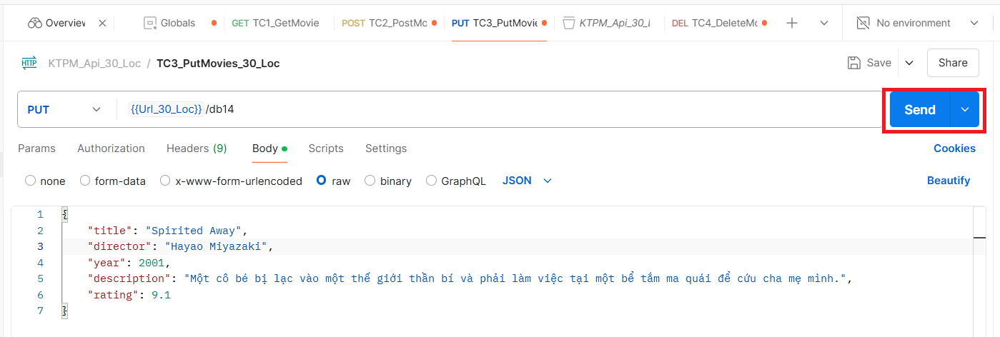 Overview Globals GET TC1_GetMovie POST TC2_PostMo PUT TC3_PutMovie KTPM_Api_30_L DEL TC4_DeleteMo No environment
HTTP KTPM_Api_30_Loc / TC3_PutMovies_30_Loc Save Share
PUT {{Url_30_Loc}} /db14 Send
Params Authorization Headers (9) Body Scripts Settings Cookies
none form-data x-www-form-urlencoded raw binary GraphQL JSON Beautify
1 {
2 "title": "Spirited Away",
3 "director": "Hayao Miyazaki",
4 "year": 2001,
5 "description": "Một cô bé bị lạc vào một thế giới thần bí và phải làm việc tại một bể tắm ma quái để cứu cha mẹ mình.",
6 "rating": 9.1
7 }